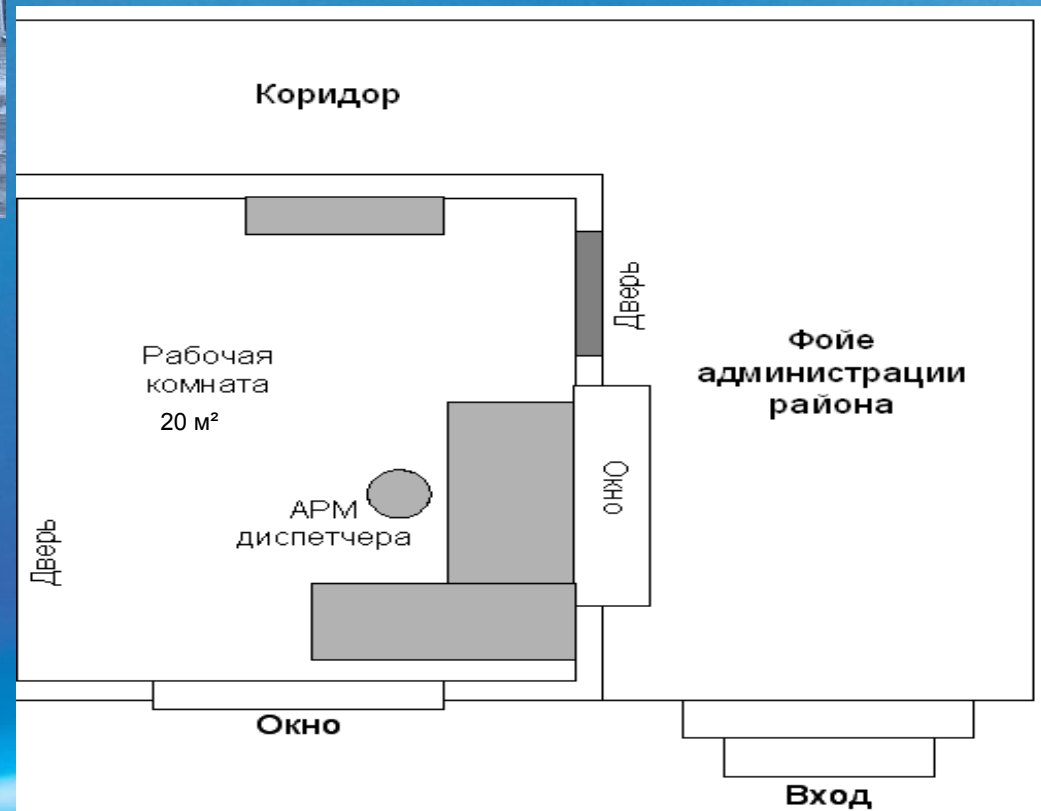 Коридор
Дверь
Фойе
администрации
района
Рабочая
комната
20 м²
Окно
АРМ
диспетчера
Дверь
Окно
Вход